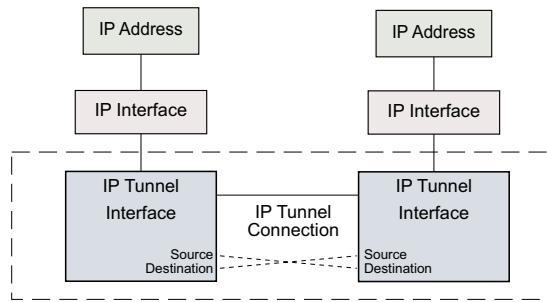 IP Address
IP Address
IP Interface
IP Interface
IP Tunnel
Interface
IP Tunnel
Interface
IP Tunnel
Connection
Source
Destination
Source
Destination